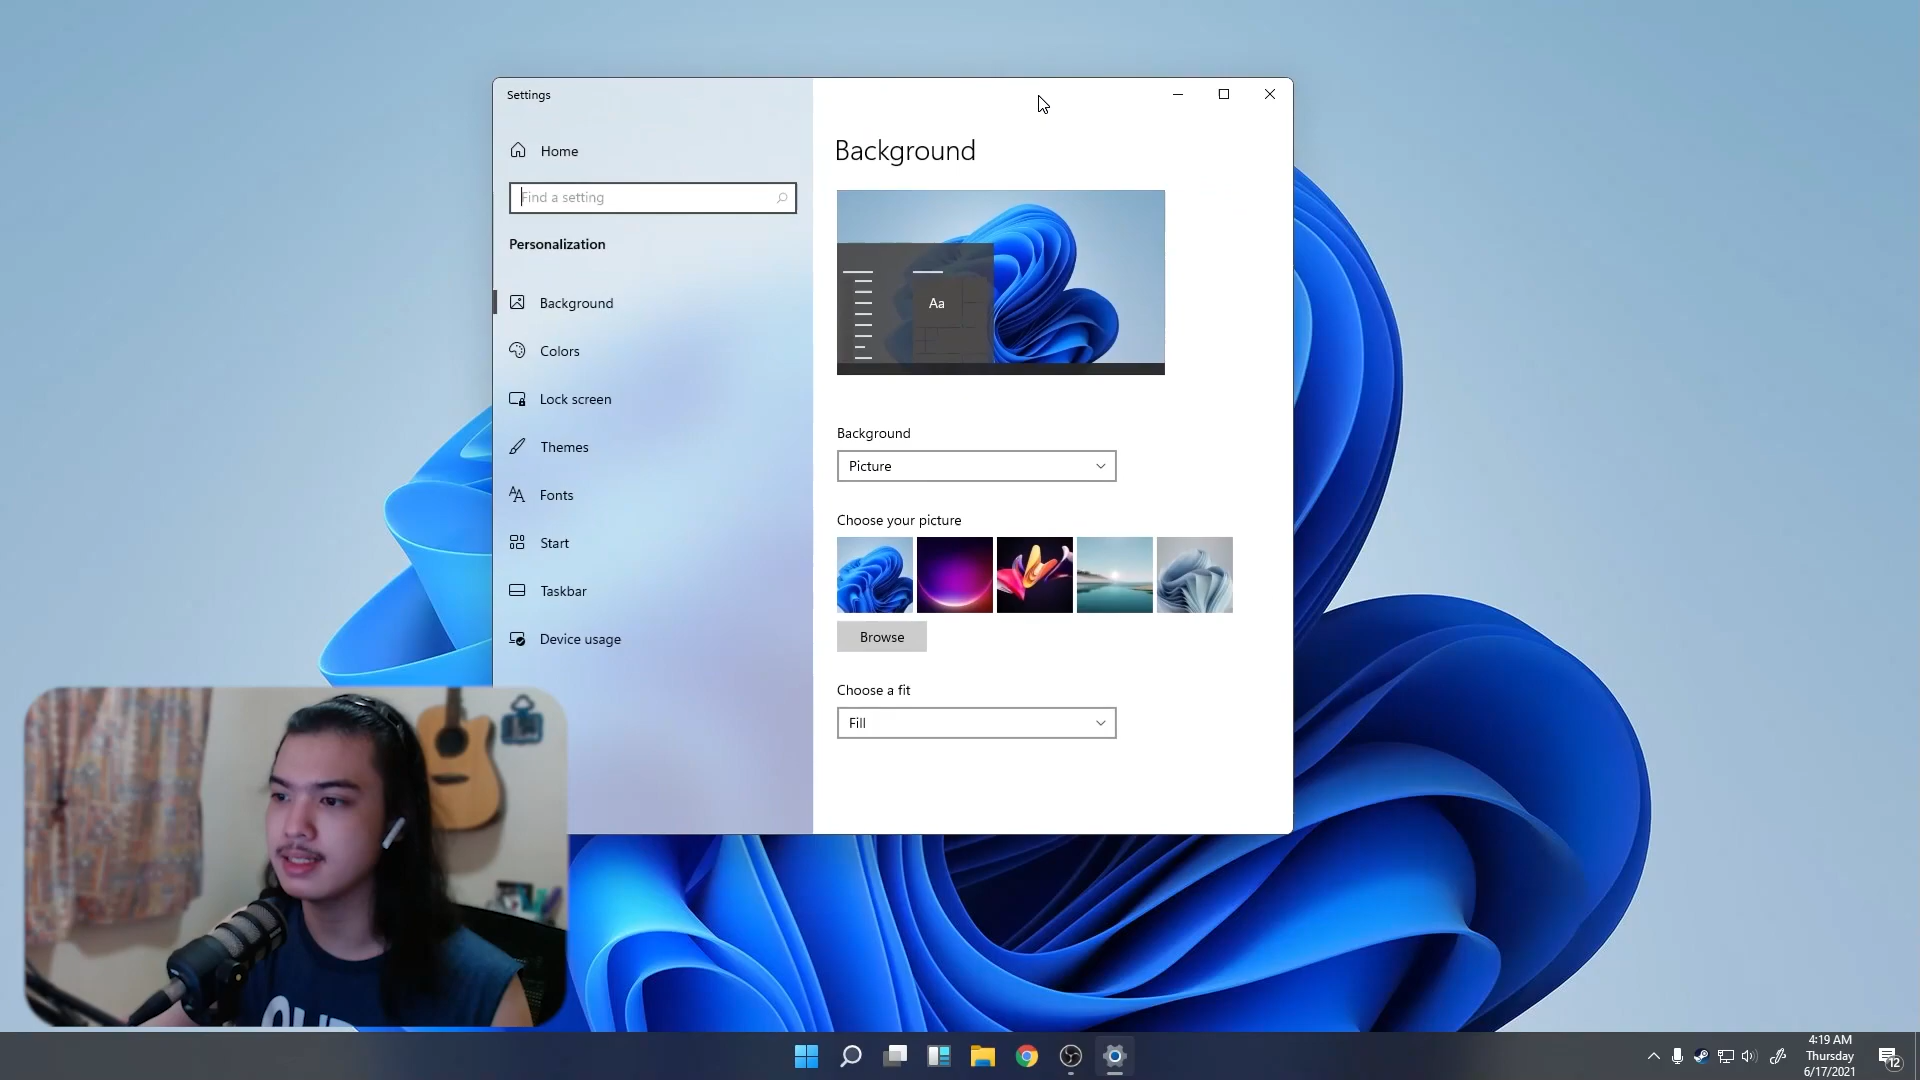 Settings
Home
Find a setting
Personalization
Background
Colors
Lock screen
Themes
Fonts
Start
Taskbar
Device usage
Background
Aa
Background
Picture
Choose your picture
Browse
Choose a fit
Fill
4:19 AM
Thursday
6/17/2021
12